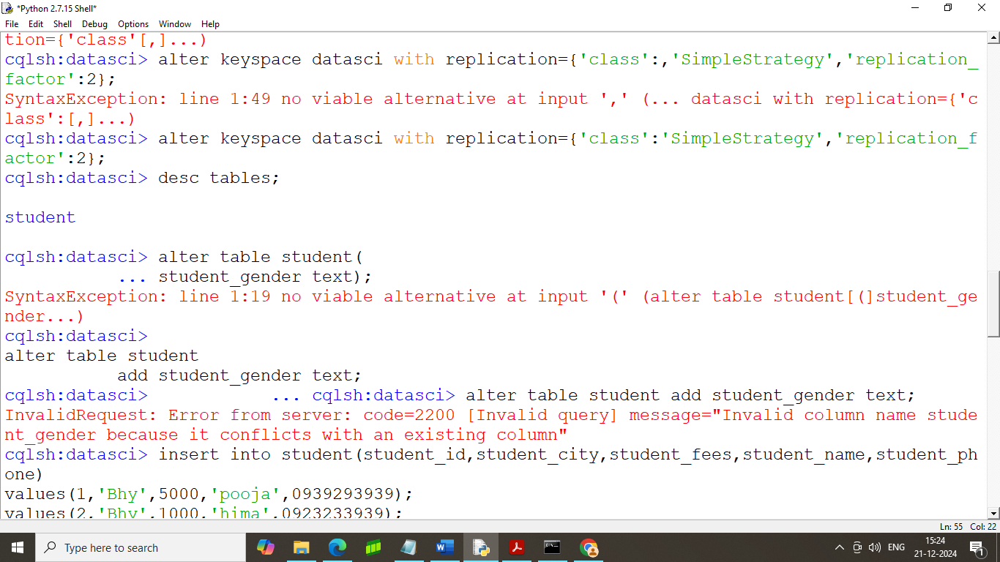 *Python 2.7.15 Shell*
File Edit Shell Debug Options Window Help
tion={'class'[,]...)
cqlsh:datasci> alter keyspace datasci with replication={'class':,'SimpleStrategy','replication_
factor':2};
SyntaxException: line 1:49 no viable alternative at input ',' (... datasci with replication={'c
lass':[,]...)
cqlsh:datasci> alter keyspace datasci with replication={'class':'SimpleStrategy','replication_f
actor':2};
cqlsh:datasci> desc tables;
student
cqlsh:datasci> alter table student(
... student_gender text);
SyntaxException: line 1:19 no viable alternative at input '(' (alter table student[(]student_ge
nder...)
cqlsh:datasci>
alter table student
add student_gender text;
cqlsh:datasci> ... cqlsh:datasci> alter table student add student_gender text;
InvalidRequest: Error from server: code=2200 [Invalid query] message="Invalid column name stude
nt_gender because it conflicts with an existing column"
cqlsh:datasci> insert into student(student_id,student_city,student_fees,student_name,student_ph
one)
values(1,'Bhy',5000,'pooja',0939293939);
values(2,'Bhy',1000,'hima',0923233939);
Ln: 55 Col: 22
Type here to search
ENG
15:24
21-12-2024
1